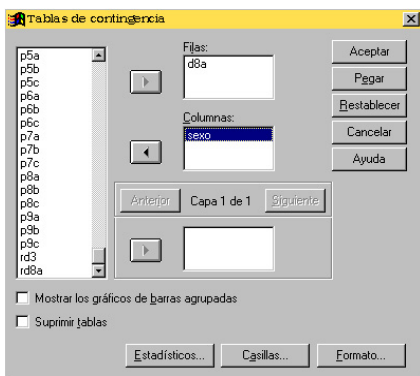 Tablas de contingencia
p5a
p5b
p5c
p6a
p6b
p6c
p7a
p7b
p7c
p8a
p8b
p8c
p9a
p9b
p9c
rd3
rd8a
Filas:
d8a
Columnas:
sexo
Anterior
Capa 1 de 1
Siguiente
Aceptar
Pegar
Restablecer
Cancelar
Ayuda
Mostrar los gráficos de barras agrupadas
Suprimir tablas
Estadísticos...
Casillas...
Formato...